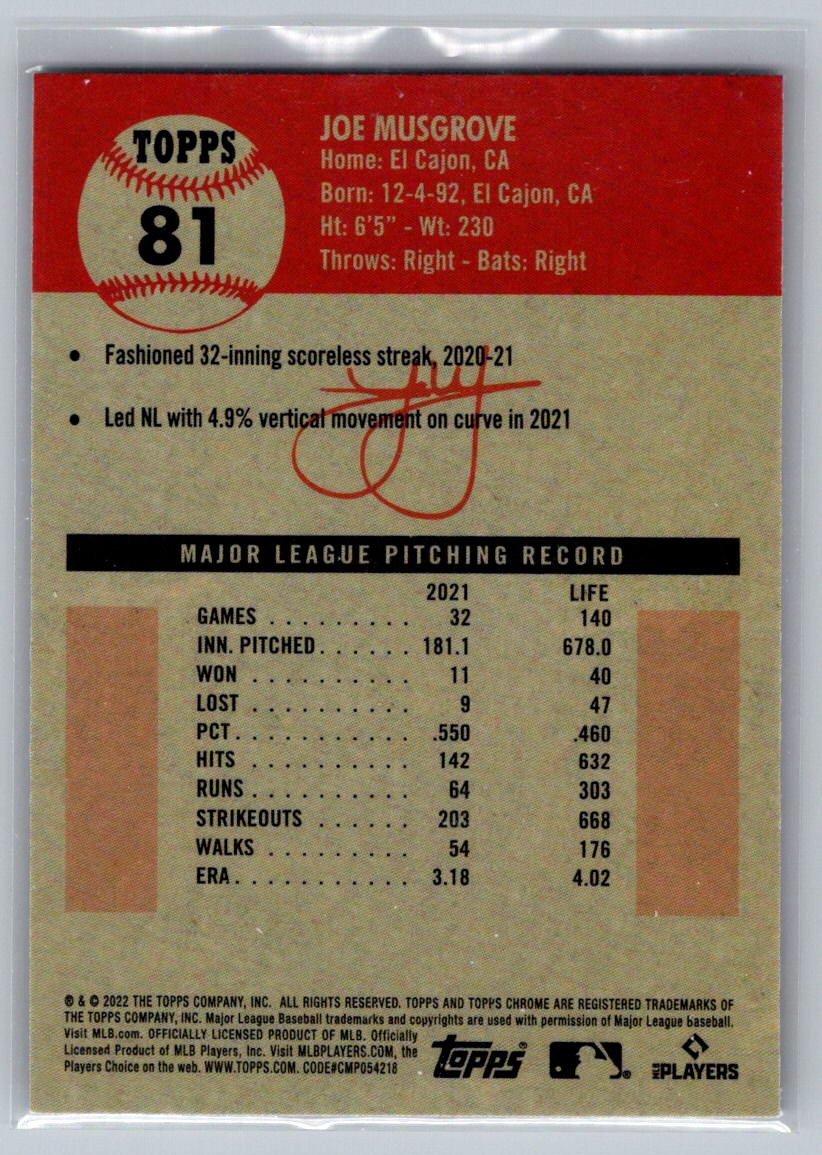 TOPPS
81
JOE MUSGROVE
Home: El Cajon, CA
Born: 12-4-92, El Cajon, CA
Ht: 6'5" - Wt: 230
Throws: Right - Bats: Right
• Fashioned 32-inning scoreless streak, 2020-21
• Led NL with 4.9% vertical movement on curve in 2021
MAJOR LEAGUE PITCHING RECORD
2021 LIFE
GAMES . . . . . . . . . 32 140
INN. PITCHED . . . . . . 181.1 678.0
WON . . . . . . . . . . 11 40
LOST . . . . . . . . . . 9 47
PCT. . . . . . . . . . . .550 .460
HITS . . . . . . . . . . 142 632
RUNS . . . . . . . . . . 64 303
STRIKEOUTS . . . . . . 203 668
WALKS . . . . . . . . . 54 176
ERA. . . . . . . . . . . 3.18 4.02
® & © 2022 THE TOPPS COMPANY, INC. ALL RIGHTS RESERVED. TOPPS AND TOPPS CHROME ARE REGISTERED TRADEMARKS OF
THE TOPPS COMPANY, INC. Major League Baseball trademarks and copyrights are used with permission of Major League Baseball.
Visit MLB.com. OFFICIALLY LICENSED PRODUCT OF MLB. Officially
Licensed Product of MLB Players, Inc. Visit MLBPLAYERS.COM, the
Players Choice on the web. WWW.TOPPS.COM. CODE#CMP054218
topps®
®
MLB PLAYERS